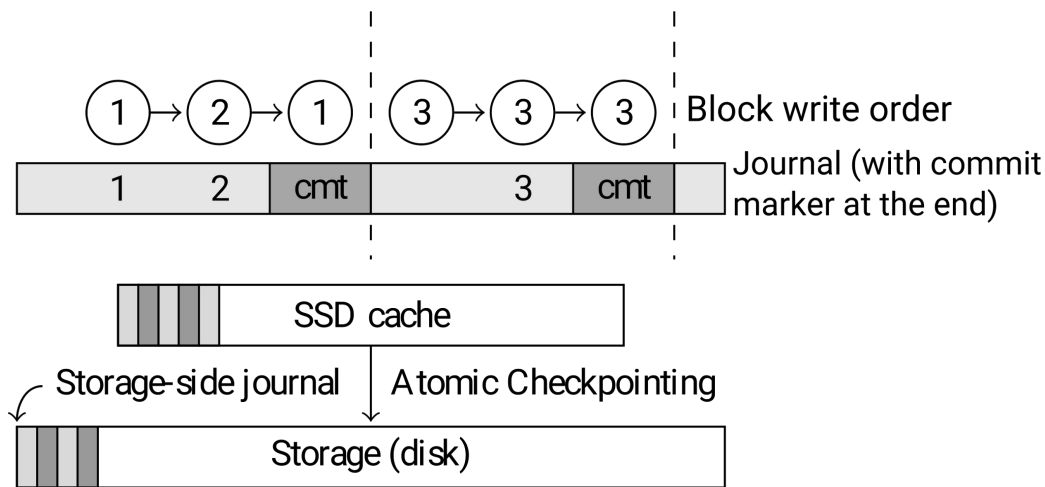 1 2 1 3 3 3 Block write order
1 2 cmt 3 cmt
Journal (with commit
marker at the end)
SSD cache
Storage-side journal
Atomic Checkpointing
Storage (disk)